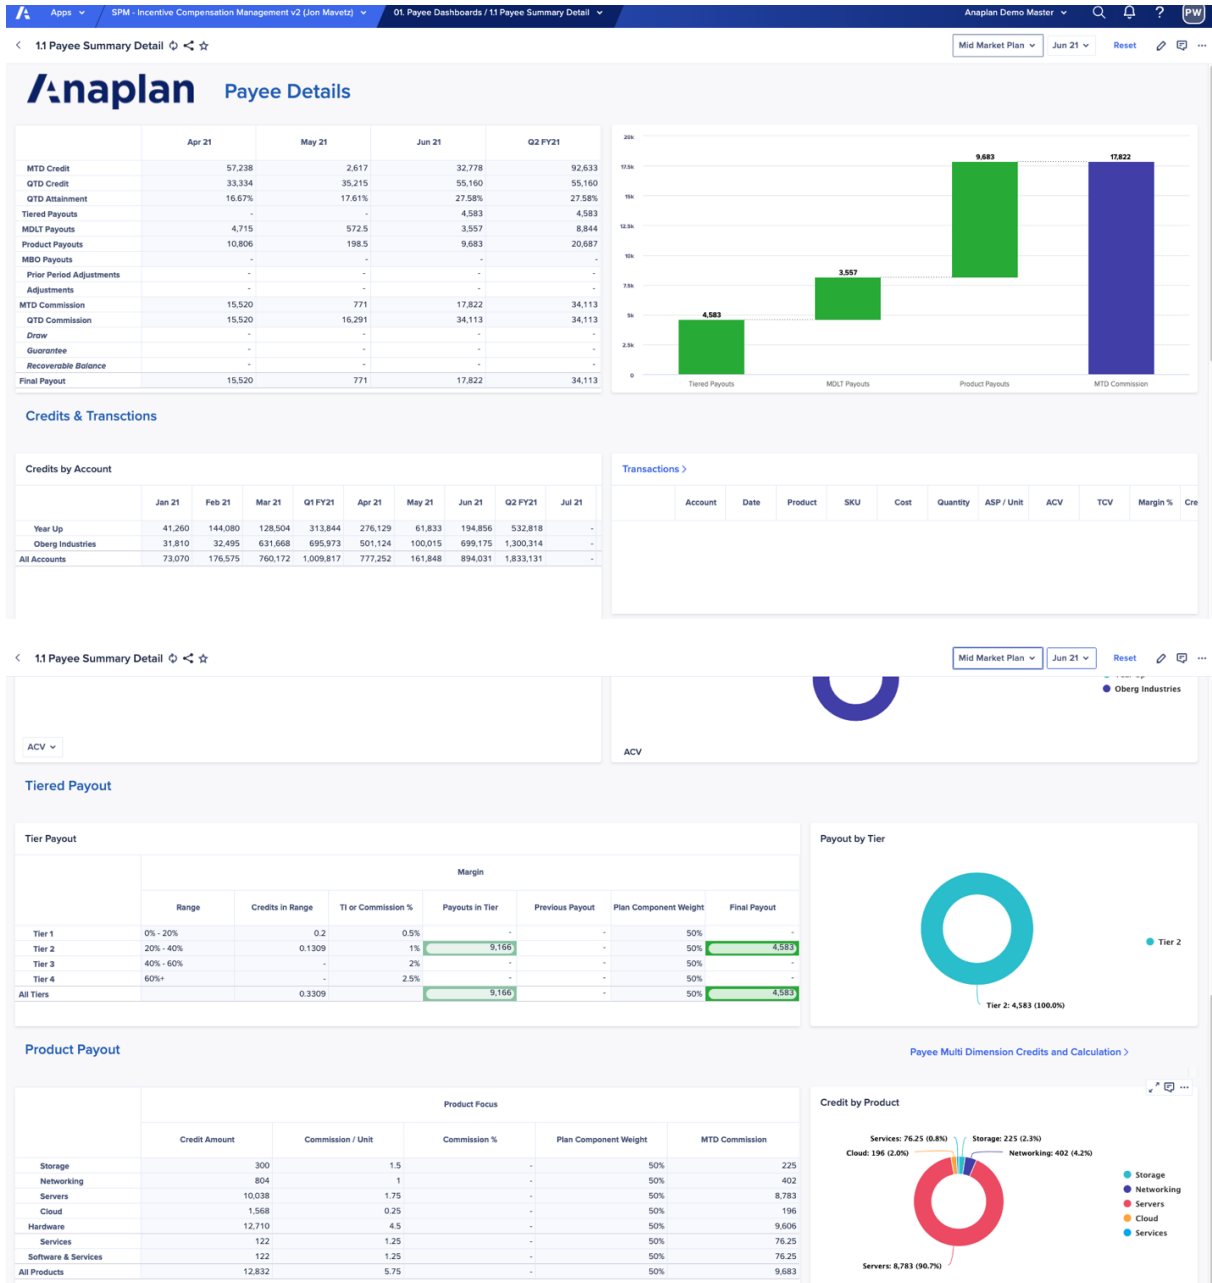 Apps SPM - Incentive Compensation Management v2 (Jon Mavetz) 01. Payee Dashboards / 1.1 Payee Summary Detail Anaplan Demo Master ? PW
1.1 Payee Summary Detail Mid Market Plan Jun 21 Reset
Anaplan Payee Details
Apr 21 May 21 Jun 21 Q2 FY21
MTD Credit 57,238 2,617 32,778 92,633
QTD Credit 33,334 35,215 55,160 55,160
QTD Attainment 16.67% 17.61% 27.58% 27.58%
Tiered Payouts - - 4,583 4,583
MDLT Payouts 4,715 572.5 3,557 8,844
Product Payouts 10,806 198.5 9,683 20,687
MBO Payouts - - - -
Prior Period Adjustments - - - -
Adjustments - - - -
MTD Commission 15,520 771 17,822 34,113
QTD Commission 15,520 16,291 34,113 34,113
Draw - - - -
Guarantee - - - -
Recoverable Balance - - - -
Final Payout 15,520 771 17,822 34,113
20k
17.5k
15k
12.5k
10k
7.5k
5k
2.5k
0
4,583
3,557
9,683
17,822
Tiered Payouts MDLT Payouts Product Payouts MTD Commission
Credits & Transctions
Credits by Account
Jan 21 Feb 21 Mar 21 Q1 FY21 Apr 21 May 21 Jun 21 Q2 FY21 Jul 21
Year Up 41,260 144,080 128,504 313,844 276,129 61,833 194,856 532,818 -
Oberg Industries 31,810 32,495 631,668 695,973 501,124 100,015 699,175 1,300,314 -
All Accounts 73,070 176,575 760,172 1,009,817 777,252 161,848 894,031 1,833,131 -
Transactions >
Account Date Product SKU Cost Quantity ASP / Unit ACV TCV Margin % Cre
1.1 Payee Summary Detail Mid Market Plan Jun 21 Reset
Oberg Industries
ACV
ACV
Tiered Payout
Tier Payout
Margin
Range Credits in Range TI or Commission % Payouts in Tier Previous Payout Plan Component Weight Final Payout
Tier 1 0% - 20% 0.2 0.5% - - 50% -
Tier 2 20% - 40% 0.1309 1% 9,166 - 50% 4,583
Tier 3 40% - 60% - 2% - - 50% -
Tier 4 60%+ - 2.5% - - 50% -
All Tiers 0.3309 9,166 - 50% 4,583
Payout by Tier
Tier 2
Tier 2: 4,583 (100.0%)
Product Payout
Payee Multi Dimension Credits and Calculation >
Product Focus
Credit Amount Commission / Unit Commission % Plan Component Weight MTD Commission
Storage 300 1.5 - 50% 225
Networking 804 1 - 50% 402
Servers 10,038 1.75 - 50% 8,783
Cloud 1,568 0.25 - 50% 196
Hardware 12,710 4.5 - 50% 9,606
Services 122 1.25 - 50% 76.25
Software & Services 122 1.25 - 50% 76.25
All Products 12,832 5.75 - 50% 9,683
Credit by Product
Services: 76.25 (0.8%) Storage: 225 (2.3%)
Cloud: 196 (2.0%) Networking: 402 (4.2%)
Servers: 8,783 (90.7%)
Storage
Networking
Servers
Cloud
Services